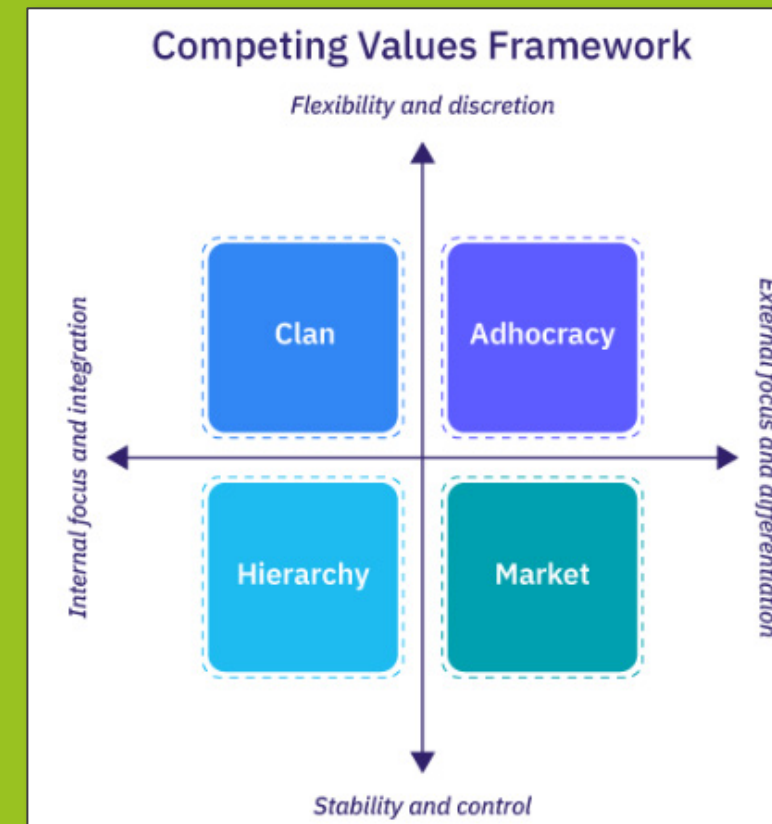 Competing Values Framework
Flexibility and discretion
Clan
Adhocracy
Internal focus and integration
External focus and differentiation
Hierarchy
Market
Stability and control